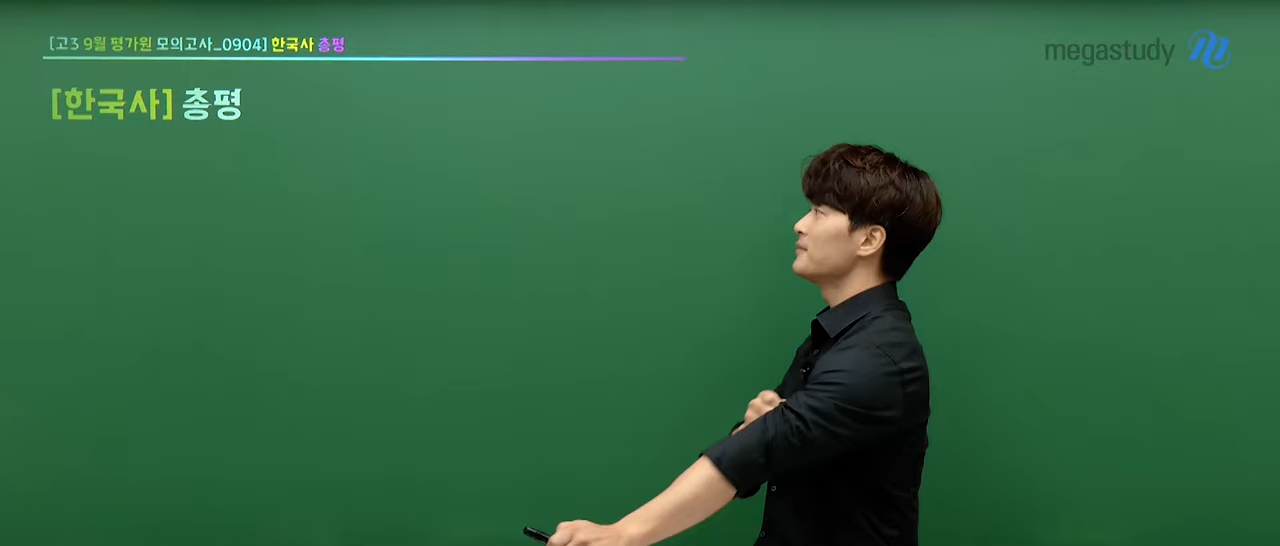 [고3 9월 평가원 모의고사_0904] 한국사 총평
megastudy
[한국사] 총평